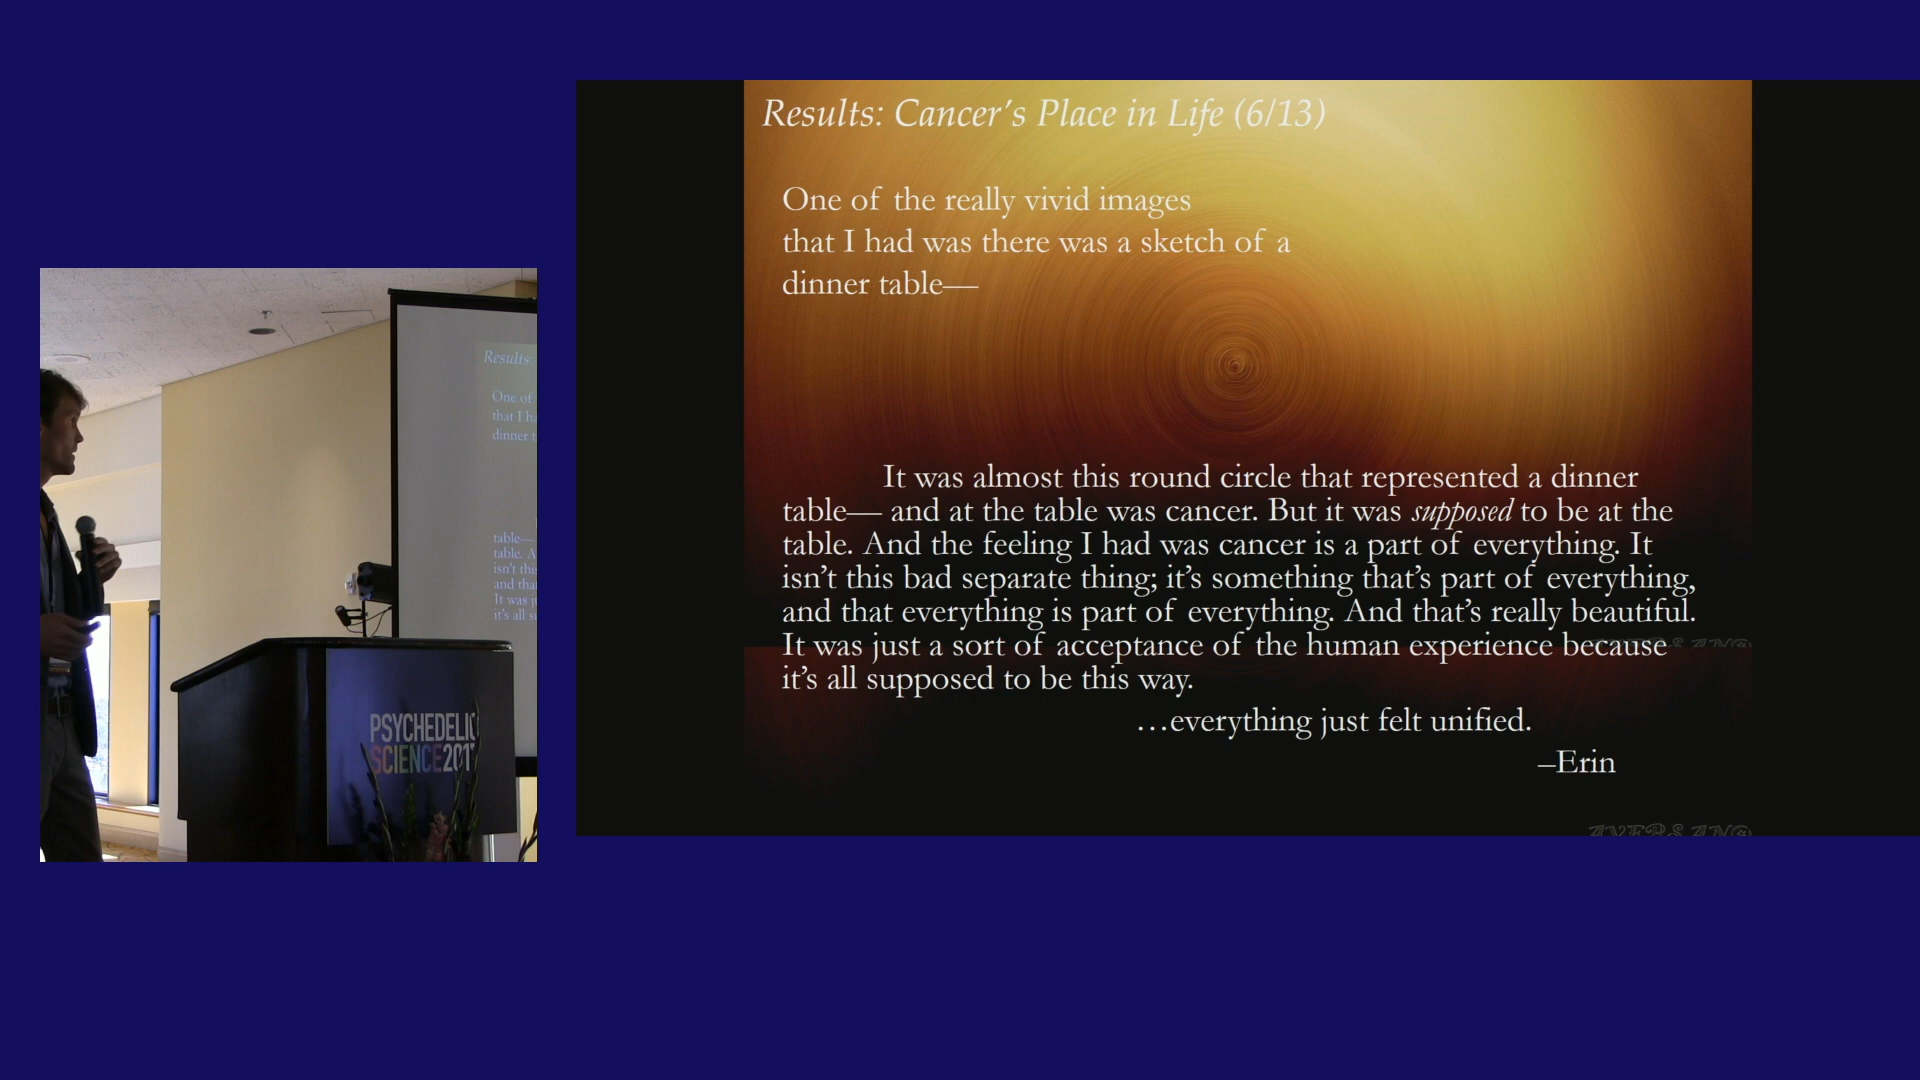 Results: Cancer's Place in Life (6/13)
One of the really vivid images
that I had was there was a sketch of a
dinner table—
It was almost this round circle that represented a dinner
table— and at the table was cancer. But it was supposed to be at the
table. And the feeling I had was cancer is a part of everything. It
isn't this bad separate thing; it's something that's part of everything,
and that everything is part of everything. And that's really beautiful.
It was just a sort of acceptance of the human experience because
it's all supposed to be this way.
…everything just felt unified.
–Erin
Results:
One of
that I
dinner
table—
table.
isn't
and
It was
it's all
PSYCHEDELIC
SCIENCE2017